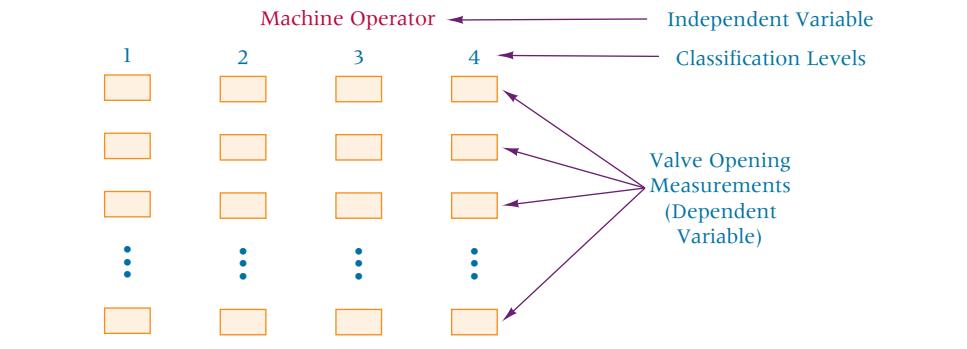 Machine Operator Independent Variable
1 2 3 4 Classification Levels
Valve Opening
Measurements
(Dependent
Variable)